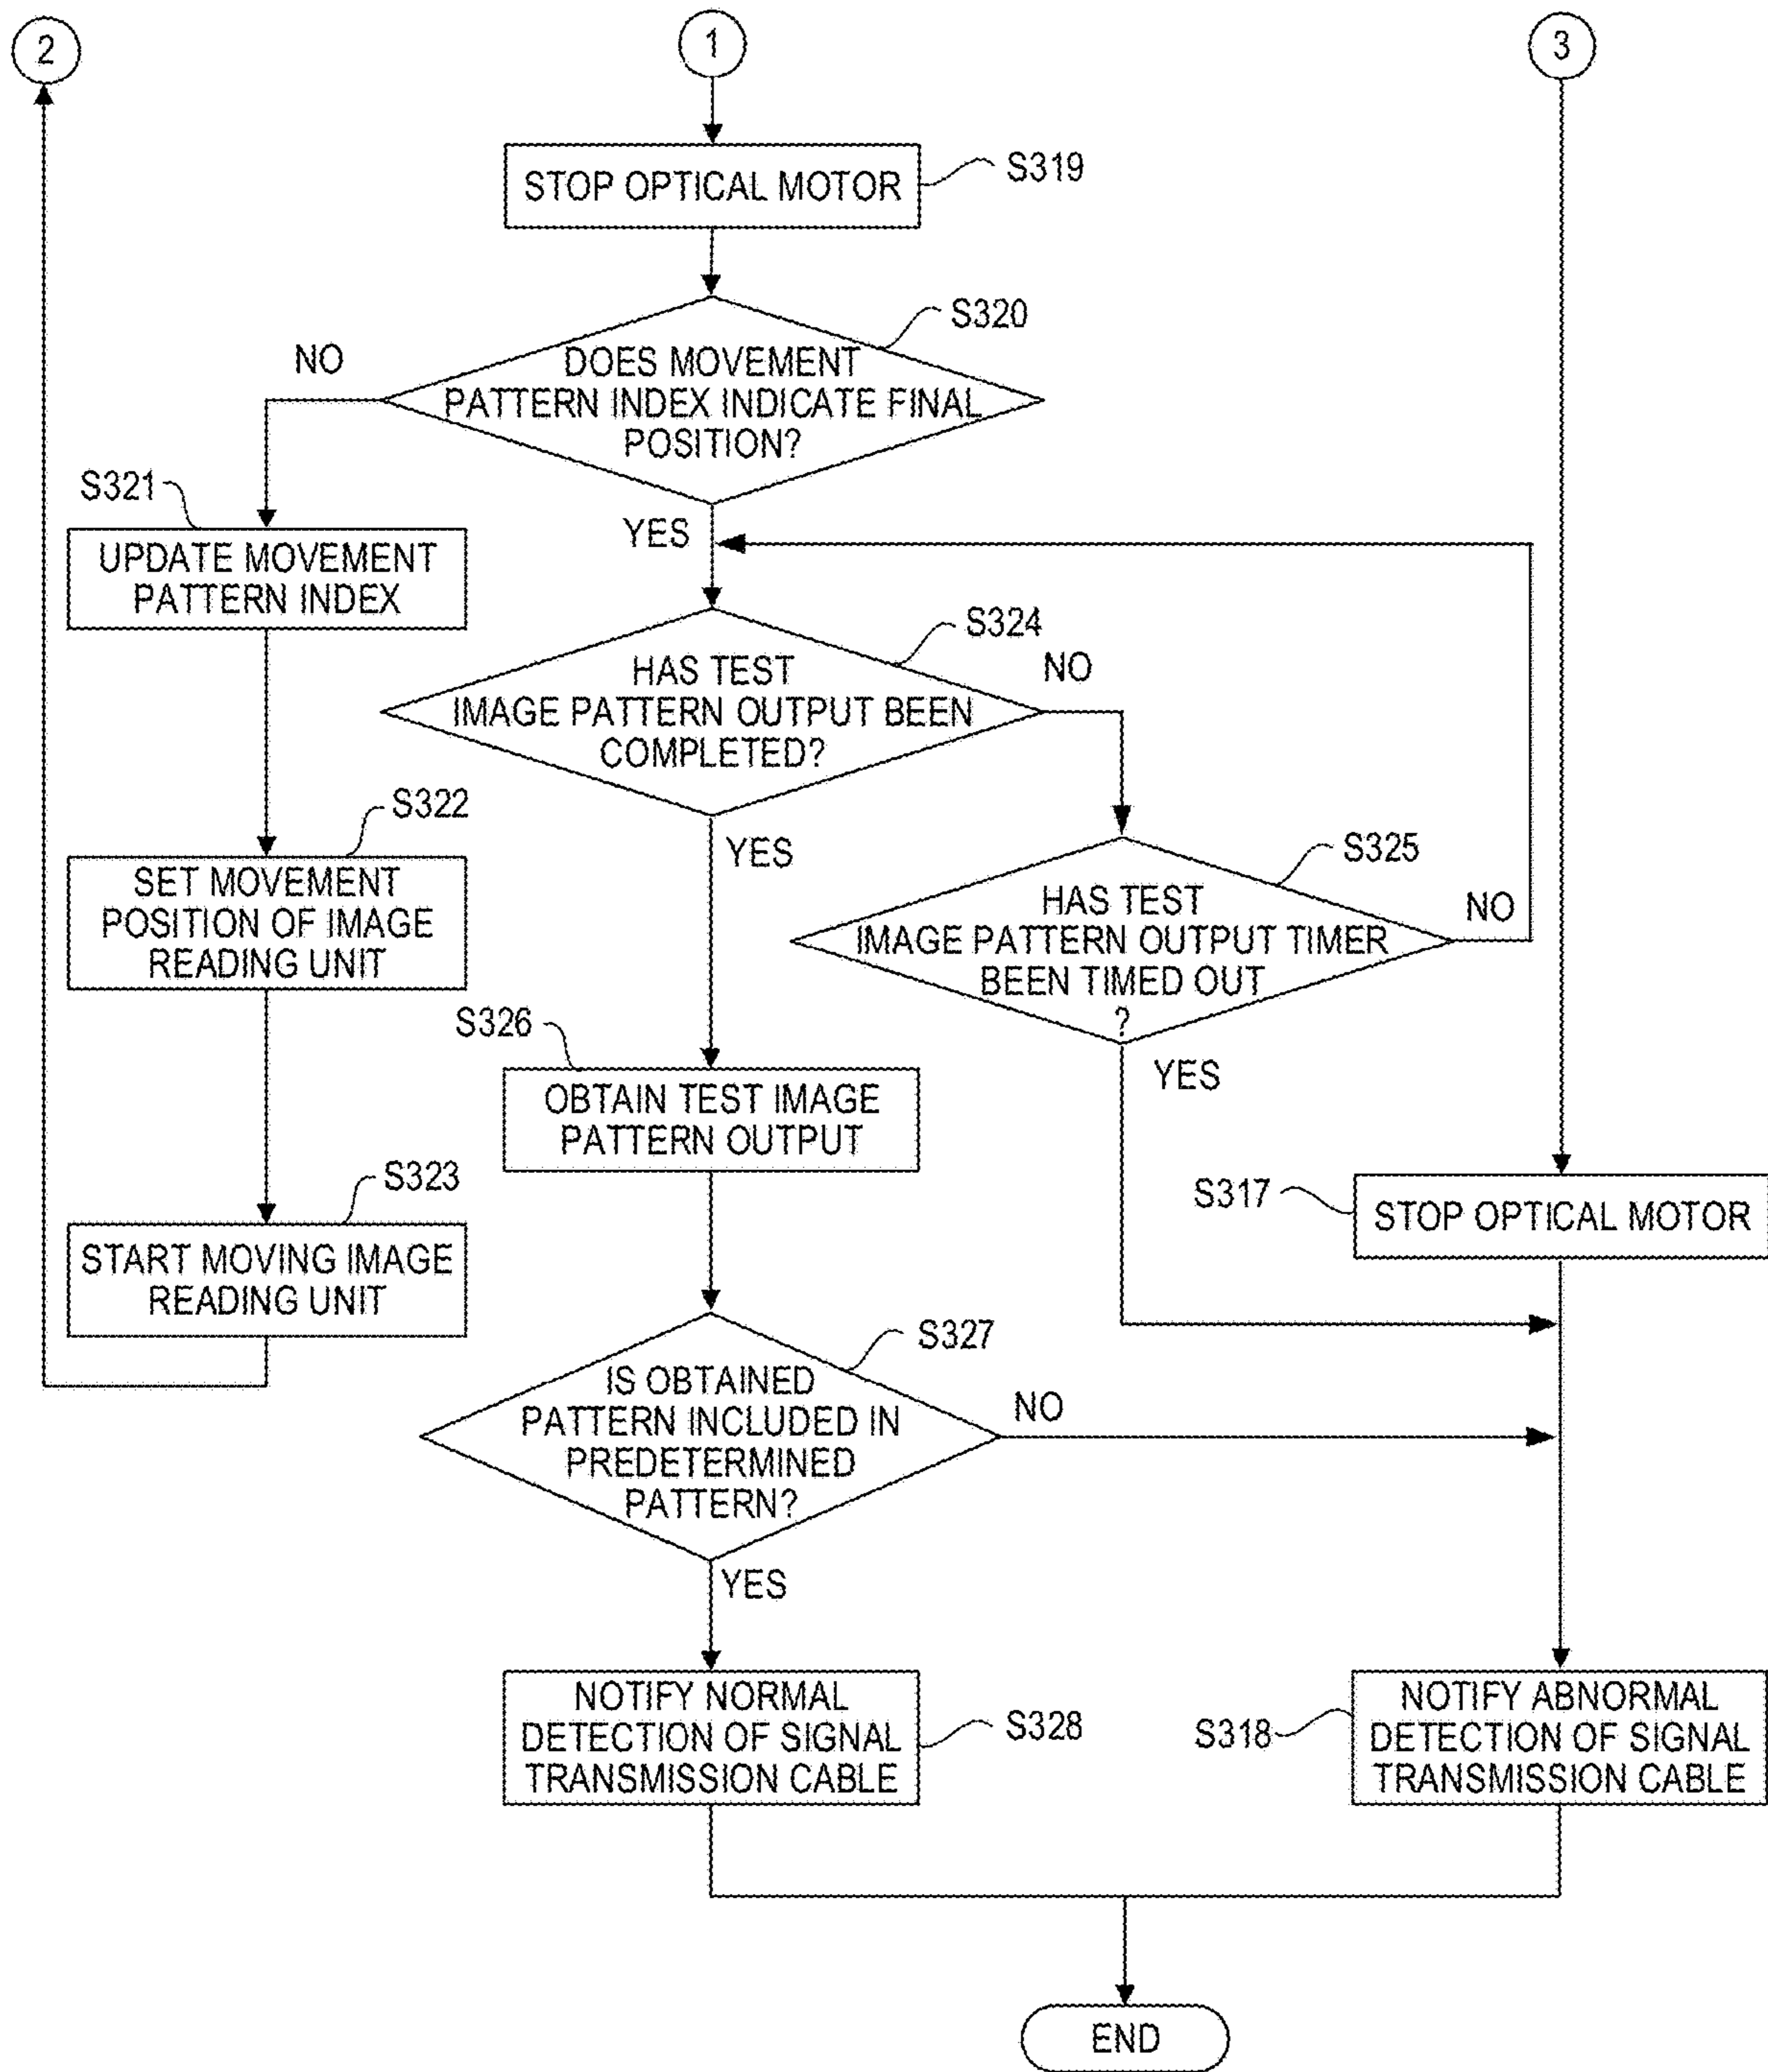 2
1
3
STOP OPTICAL MOTOR
S319
S320
DOES MOVEMENT
PATTERN INDEX INDICATE FINAL
POSITION?
NO
YES
S321
UPDATE MOVEMENT
PATTERN INDEX
S322
SET MOVEMENT
POSITION OF IMAGE
READING UNIT
S323
START MOVING IMAGE
READING UNIT
S324
HAS TEST
IMAGE PATTERN OUTPUT BEEN
COMPLETED?
NO
YES
S325
HAS TEST
IMAGE PATTERN OUTPUT TIMER
BEEN TIMED OUT
?
NO
YES
S326
OBTAIN TEST IMAGE
PATTERN OUTPUT
S317
STOP OPTICAL MOTOR
S327
IS OBTAINED
PATTERN INCLUDED IN
PREDETERMINED
PATTERN?
NO
YES
NOTIFY NORMAL
DETECTION OF SIGNAL
TRANSMISSION CABLE
S328
S318
NOTIFY ABNORMAL
DETECTION OF SIGNAL
TRANSMISSION CABLE
END